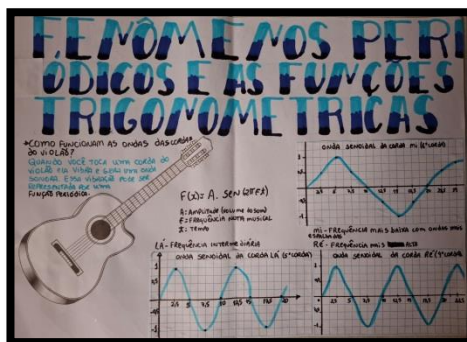 FENÔMENOS PERI
ÓDICOS E AS FUNÇÕES
TRIGONOMETRICAS
COMO FUNCIONAM AS ONDAS DAS CORDAS
DO VIOLÃO?
QUANDO VOCÊ TOCA UMA CORDA DO
VIOLÃO ELA VIBRA E GERA UMA ONDA
SONORA. ESSA VIBRAÇÃO PODE SER
REPRESENTADA POR UMA
FUNÇÃO PERIÓDICA.
F(X)= A. SEN (2πFX)
A: AMPLITUDE (VOLUME DO SOM)
F: FREQUÊNCIA (NOTA MUSICAL
X: TEMPO
ONDA SENOIDAL DA CORDA MI
mi - FREQUÊNCIA MAIS BAIXA COM ONDAS MAIS
LÁ - FREQUÊNCIA INTERMEDIÁRIA
ONDA SENOIDAL DA CORDA LÁ (5ªCORDA)
RÉ - FREQUÊNCIA MAIS ALTA
ONDA SENOIDAL DA CORDA RÉ